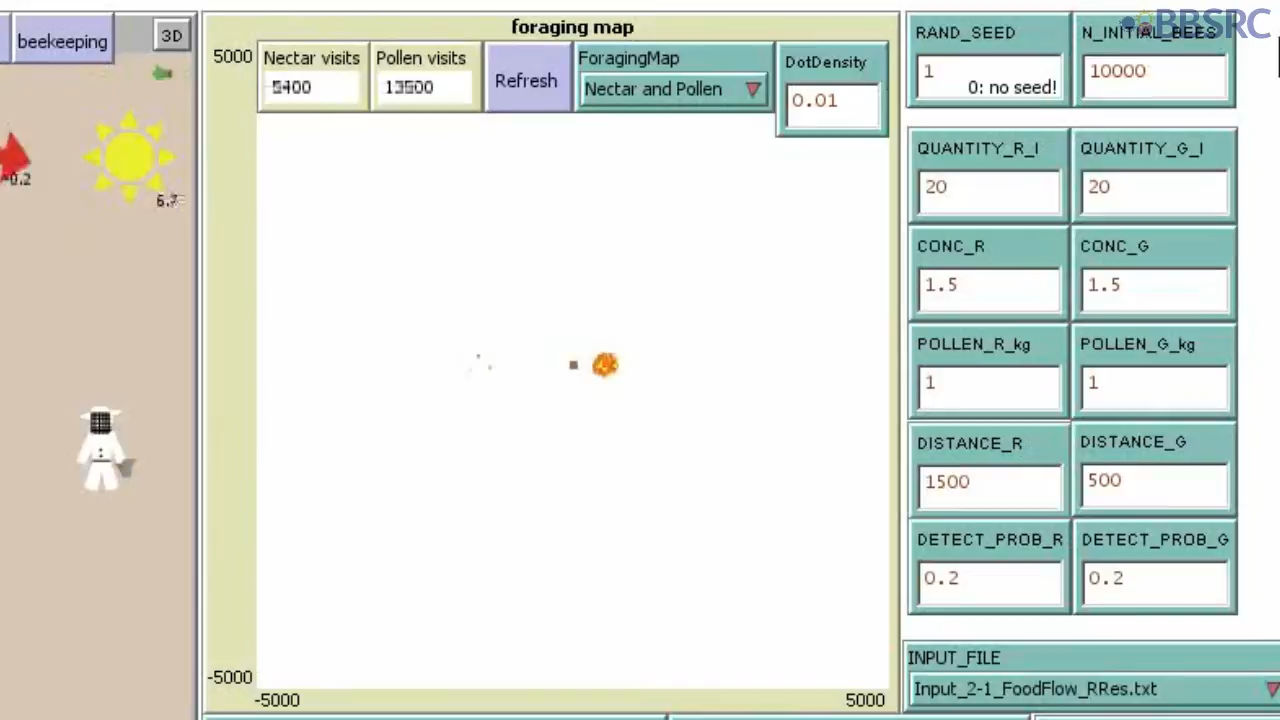 beekeeping
3D
6.7
foraging map
5000
Nectar visits
5400
Pollen visits
13500
Refresh
ForagingMap
Nectar and Pollen
DotDensity
0.01
-5000
-5000
5000
BBSRC
RAND_SEED
1
0: no seed!
N_INITIAL_BEES
10000
QUANTITY_R_l
20
QUANTITY_G_l
20
CONC_R
1.5
CONC_G
1.5
POLLEN_R_kg
1
POLLEN_G_kg
1
DISTANCE_R
1500
DISTANCE_G
500
DETECT_PROB_R
0.2
DETECT_PROB_G
0.2
INPUT_FILE
Input_2-1_FoodFlow_RRes.txt